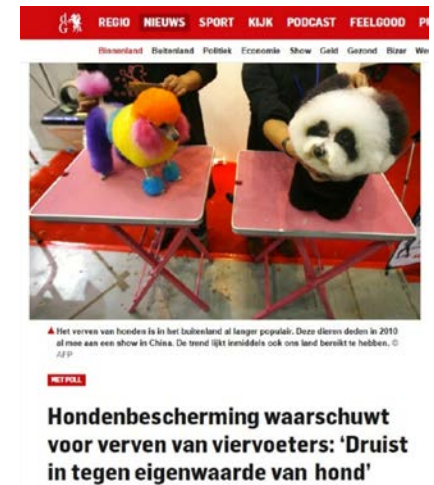 dG
REGIO NIEUWS SPORT KIJK PODCAST FEELGOOD
Binnenland Buitenland Politiek Economie Show Geld Gezond Bizar
Het verven van honden is in het buitenland al langer populair. Deze dieren deden in 2010
al mee aan een show in China. De trend lijkt inmiddels ook ons land bereikt te hebben. ©
AFP
MET POLL
Hondenbescherming waarschuwt
voor verven van viervoeters: ‘Druist
in tegen eigenwaarde van hond’